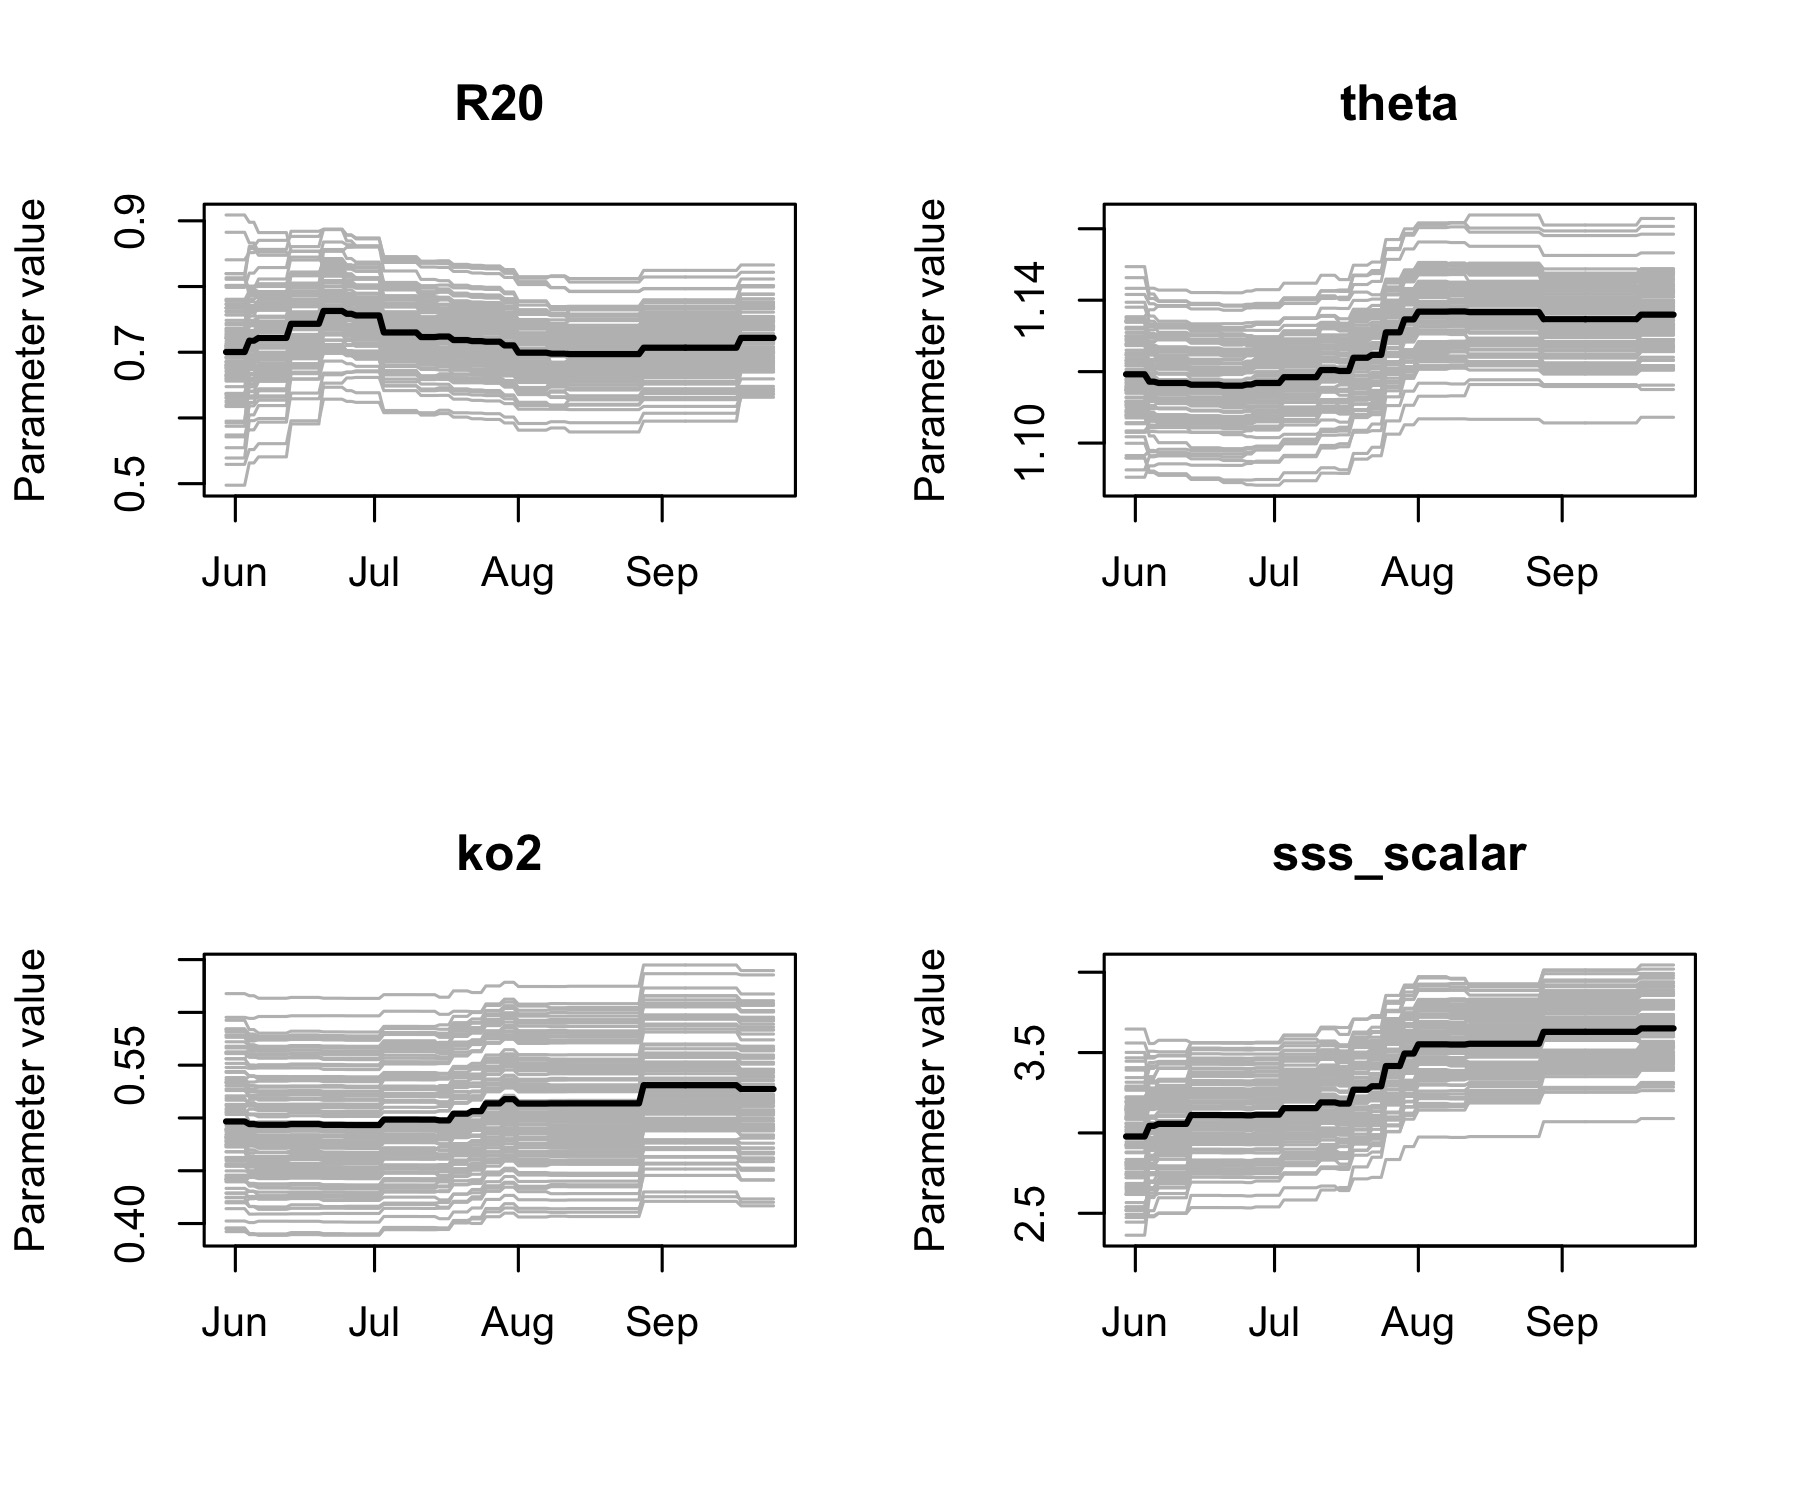 R20
Parameter value
0.5 0.7 0.9
Jun Jul Aug Sep
theta
Parameter value
1.10 1.14
Jun Jul Aug Sep
ko2
Parameter value
0.40 0.55
Jun Jul Aug Sep
sss_scalar
Parameter value
2.5 3.5
Jun Jul Aug Sep